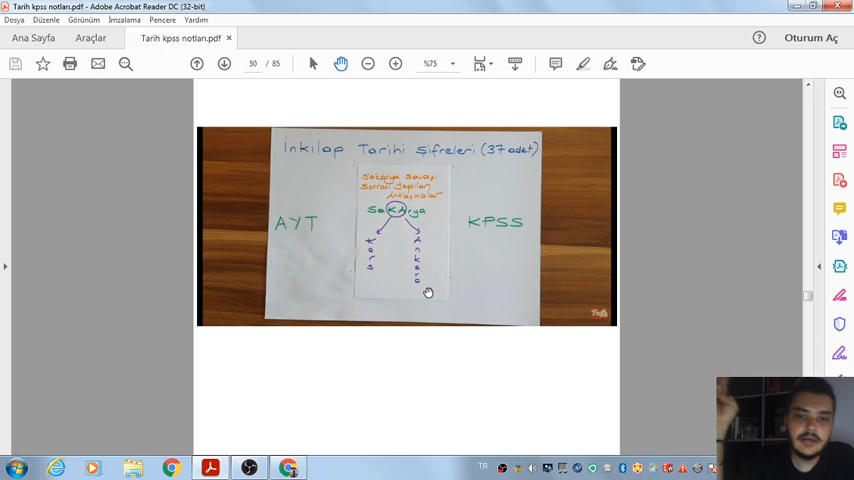 Tarih kpss notları.pdf - Adobe Acrobat Reader DC (32-bit)
Dosya Düzenle Görünüm İmzalama Pencere Yardım
Ana Sayfa Araçlar Tarih kpss notları.pdf × Oturum Aç
50 / 85 %75
İnkılap Tarihi Şifreleri (37 adet)
Sakarya Savaşı
Sonrası Yapılan
Antlaşmalar
SaKArya
AYT
KPSS
Kars
Ankara
TR